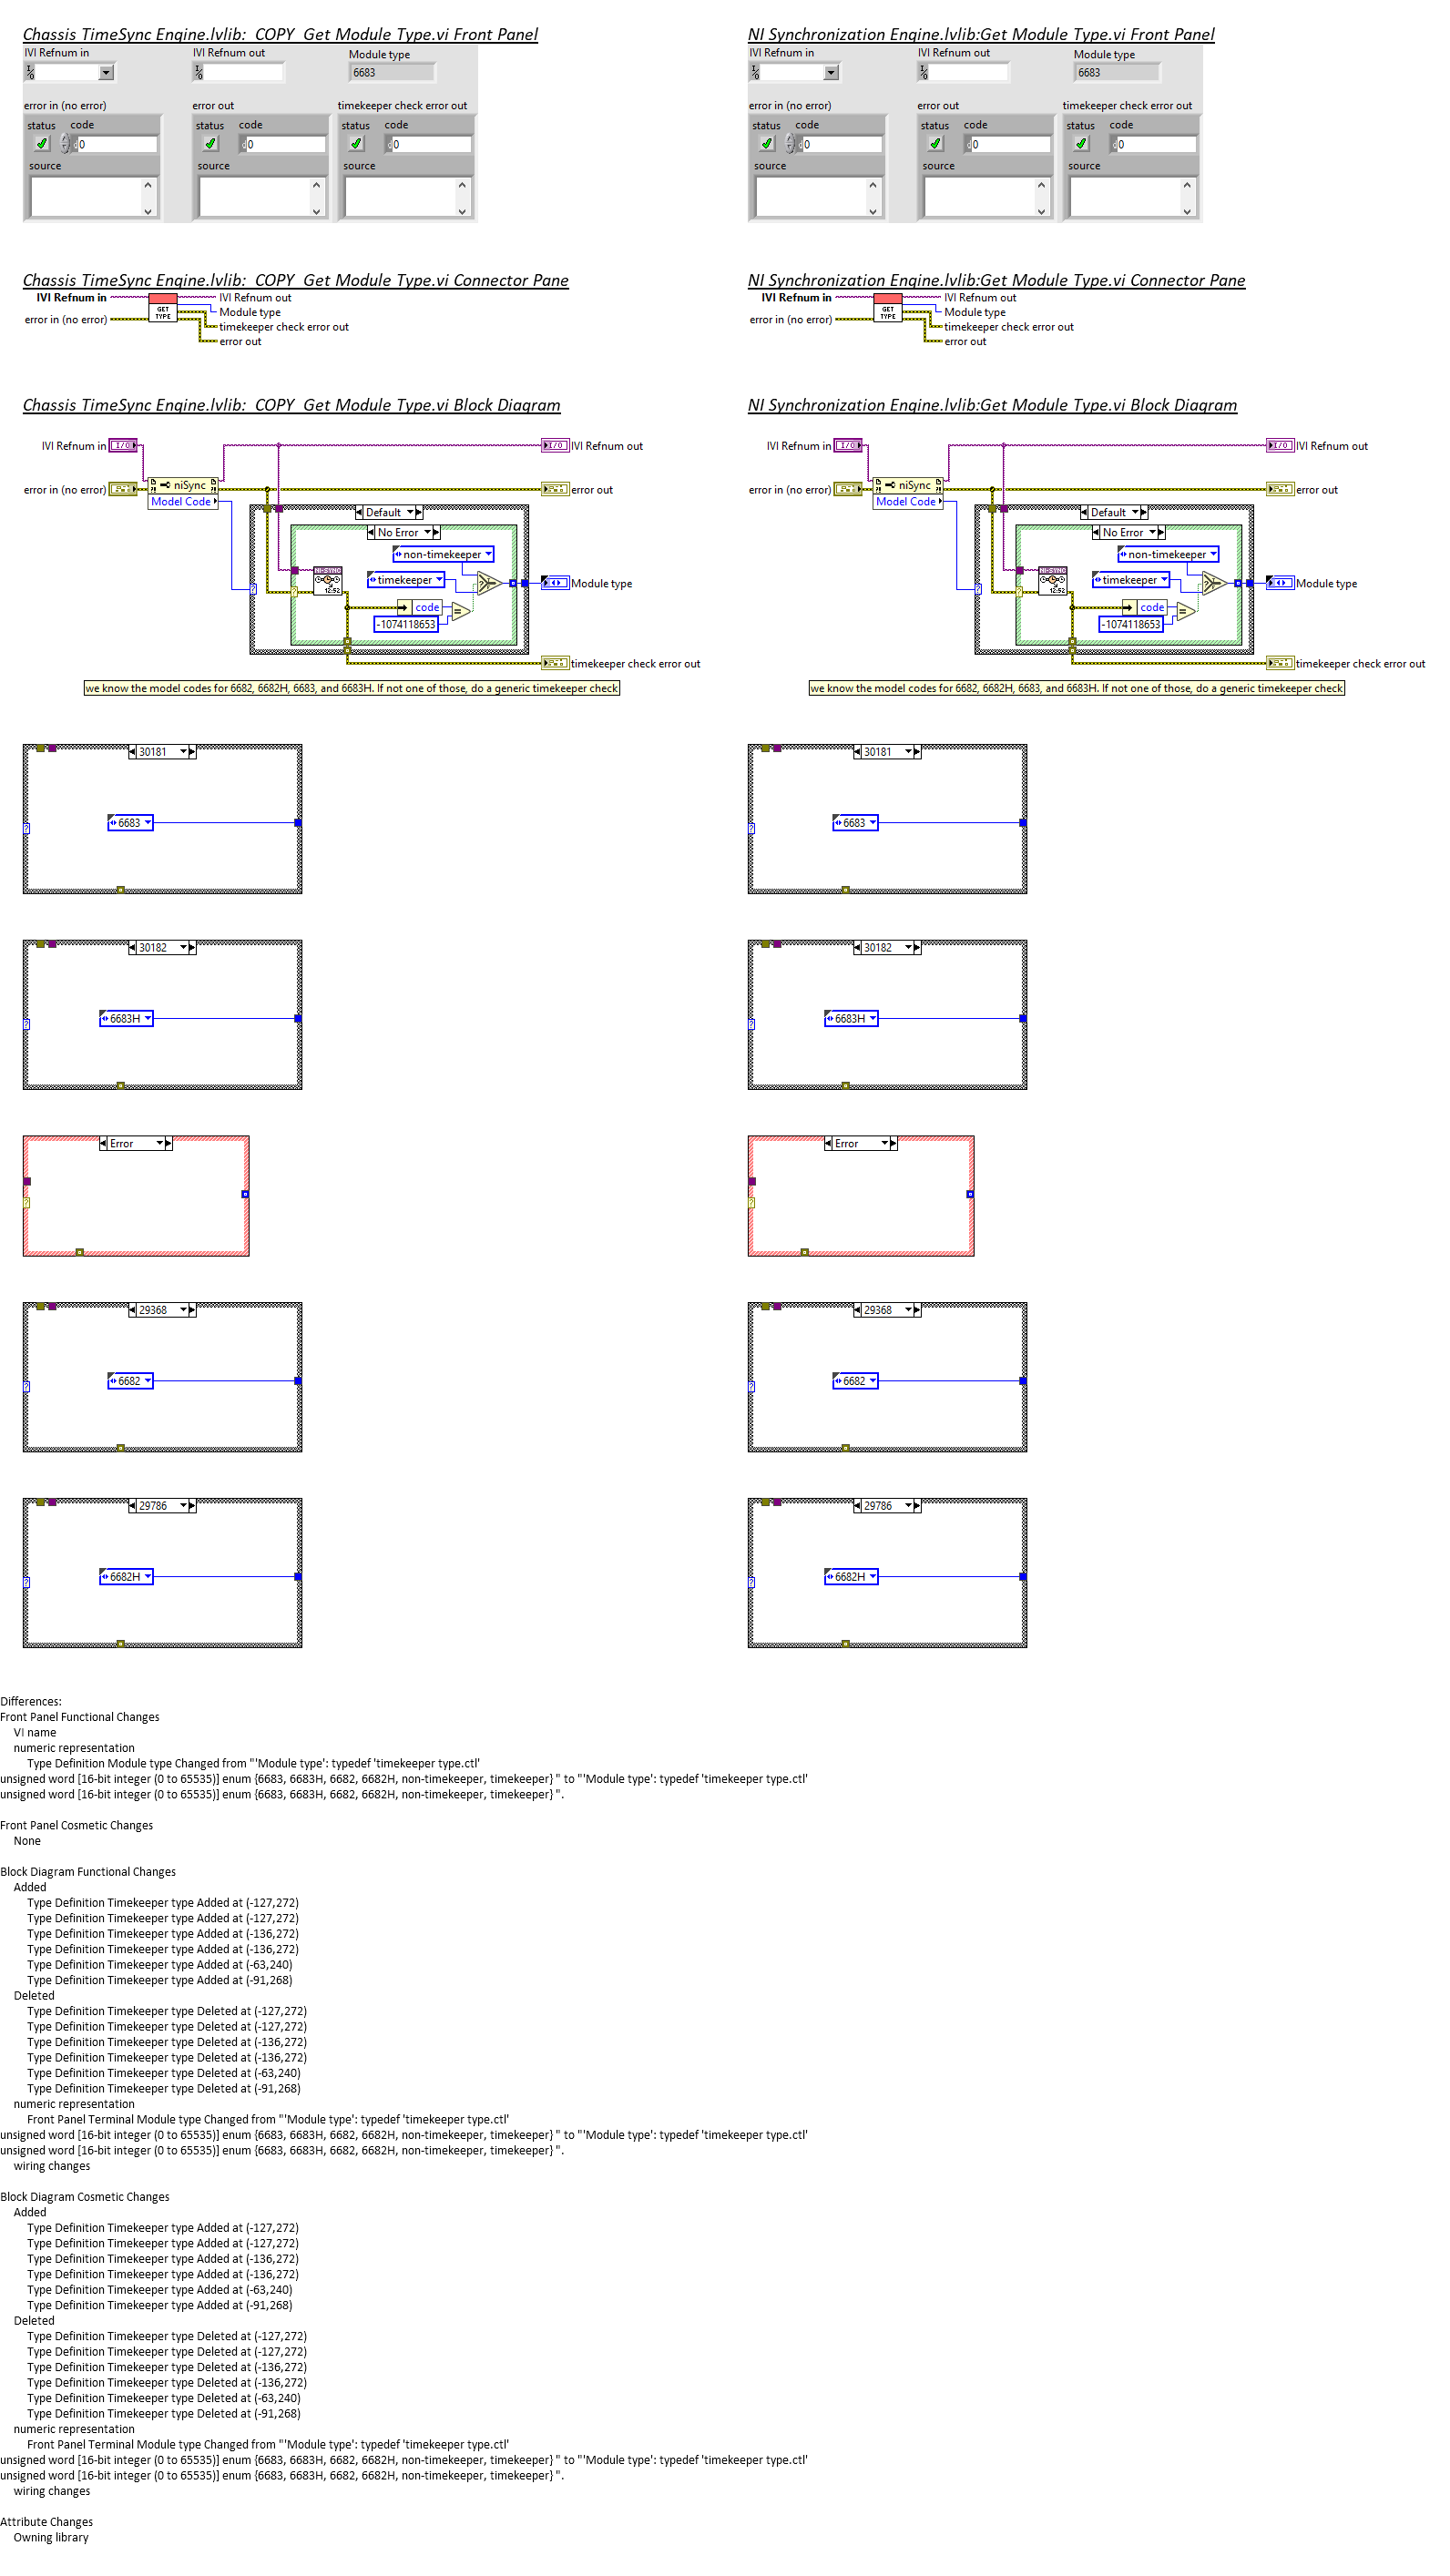 Chassis TimeSync Engine.lvlib:_COPY_Get Module Type.vi Front Panel
IVI Refnum in IVI Refnum out Module type
6683
error in (no error) error out timekeeper check error out
status code status code status code
0 0 0
source source source
NI Synchronization Engine.lvlib:Get Module Type.vi Front Panel
IVI Refnum in IVI Refnum out Module type
6683
error in (no error) error out timekeeper check error out
status code status code status code
0 0 0
source source source
Chassis TimeSync Engine.lvlib:_COPY_Get Module Type.vi Connector Pane
IVI Refnum in IVI Refnum out
GET TYPE
Module type
error in (no error) timekeeper check error out
error out
NI Synchronization Engine.lvlib:Get Module Type.vi Connector Pane
IVI Refnum in IVI Refnum out
GET TYPE
Module type
error in (no error) timekeeper check error out
error out
Chassis TimeSync Engine.lvlib:_COPY_Get Module Type.vi Block Diagram
IVI Refnum in I/O I/O IVI Refnum out
error in (no error) niSync error out
Model Code
Default
No Error
non-timekeeper
NI-SYNC
timekeeper Module type
12:52
code
-1074118653
timekeeper check error out
we know the model codes for 6682, 6682H, 6683, and 6683H. If not one of those, do a generic timekeeper check
NI Synchronization Engine.lvlib:Get Module Type.vi Block Diagram
IVI Refnum in I/O I/O IVI Refnum out
error in (no error) niSync error out
Model Code
Default
No Error
non-timekeeper
NI-SYNC
timekeeper Module type
12:52
code
-1074118653
timekeeper check error out
we know the model codes for 6682, 6682H, 6683, and 6683H. If not one of those, do a generic timekeeper check
30181 30181
6683 6683
30182 30182
6683H 6683H
Error Error
29368 29368
6682 6682
29786 29786
6682H 6682H
Differences:
Front Panel Functional Changes
VI name
numeric representation
Type Definition Module type Changed from "'Module type': typedef 'timekeeper type.ctl'
unsigned word [16-bit integer (0 to 65535)] enum {6683, 6683H, 6682, 6682H, non-timekeeper, timekeeper} " to "'Module type': typedef 'timekeeper type.ctl'
unsigned word [16-bit integer (0 to 65535)] enum {6683, 6683H, 6682, 6682H, non-timekeeper, timekeeper} ".
Front Panel Cosmetic Changes
None
Block Diagram Functional Changes
Added
Type Definition Timekeeper type Added at (-127,272)
Type Definition Timekeeper type Added at (-127,272)
Type Definition Timekeeper type Added at (-136,272)
Type Definition Timekeeper type Added at (-136,272)
Type Definition Timekeeper type Added at (-63,240)
Type Definition Timekeeper type Added at (-91,268)
Deleted
Type Definition Timekeeper type Deleted at (-127,272)
Type Definition Timekeeper type Deleted at (-127,272)
Type Definition Timekeeper type Deleted at (-136,272)
Type Definition Timekeeper type Deleted at (-136,272)
Type Definition Timekeeper type Deleted at (-63,240)
Type Definition Timekeeper type Deleted at (-91,268)
numeric representation
Front Panel Terminal Module type Changed from "'Module type': typedef 'timekeeper type.ctl'
unsigned word [16-bit integer (0 to 65535)] enum {6683, 6683H, 6682, 6682H, non-timekeeper, timekeeper} " to "'Module type': typedef 'timekeeper type.ctl'
unsigned word [16-bit integer (0 to 65535)] enum {6683, 6683H, 6682, 6682H, non-timekeeper, timekeeper} ".
wiring changes
Block Diagram Cosmetic Changes
Added
Type Definition Timekeeper type Added at (-127,272)
Type Definition Timekeeper type Added at (-127,272)
Type Definition Timekeeper type Added at (-136,272)
Type Definition Timekeeper type Added at (-136,272)
Type Definition Timekeeper type Added at (-63,240)
Type Definition Timekeeper type Added at (-91,268)
Deleted
Type Definition Timekeeper type Deleted at (-127,272)
Type Definition Timekeeper type Deleted at (-127,272)
Type Definition Timekeeper type Deleted at (-136,272)
Type Definition Timekeeper type Deleted at (-136,272)
Type Definition Timekeeper type Deleted at (-63,240)
Type Definition Timekeeper type Deleted at (-91,268)
numeric representation
Front Panel Terminal Module type Changed from "'Module type': typedef 'timekeeper type.ctl'
unsigned word [16-bit integer (0 to 65535)] enum {6683, 6683H, 6682, 6682H, non-timekeeper, timekeeper} " to "'Module type': typedef 'timekeeper type.ctl'
unsigned word [16-bit integer (0 to 65535)] enum {6683, 6683H, 6682, 6682H, non-timekeeper, timekeeper} ".
wiring changes
Attribute Changes
Owning library